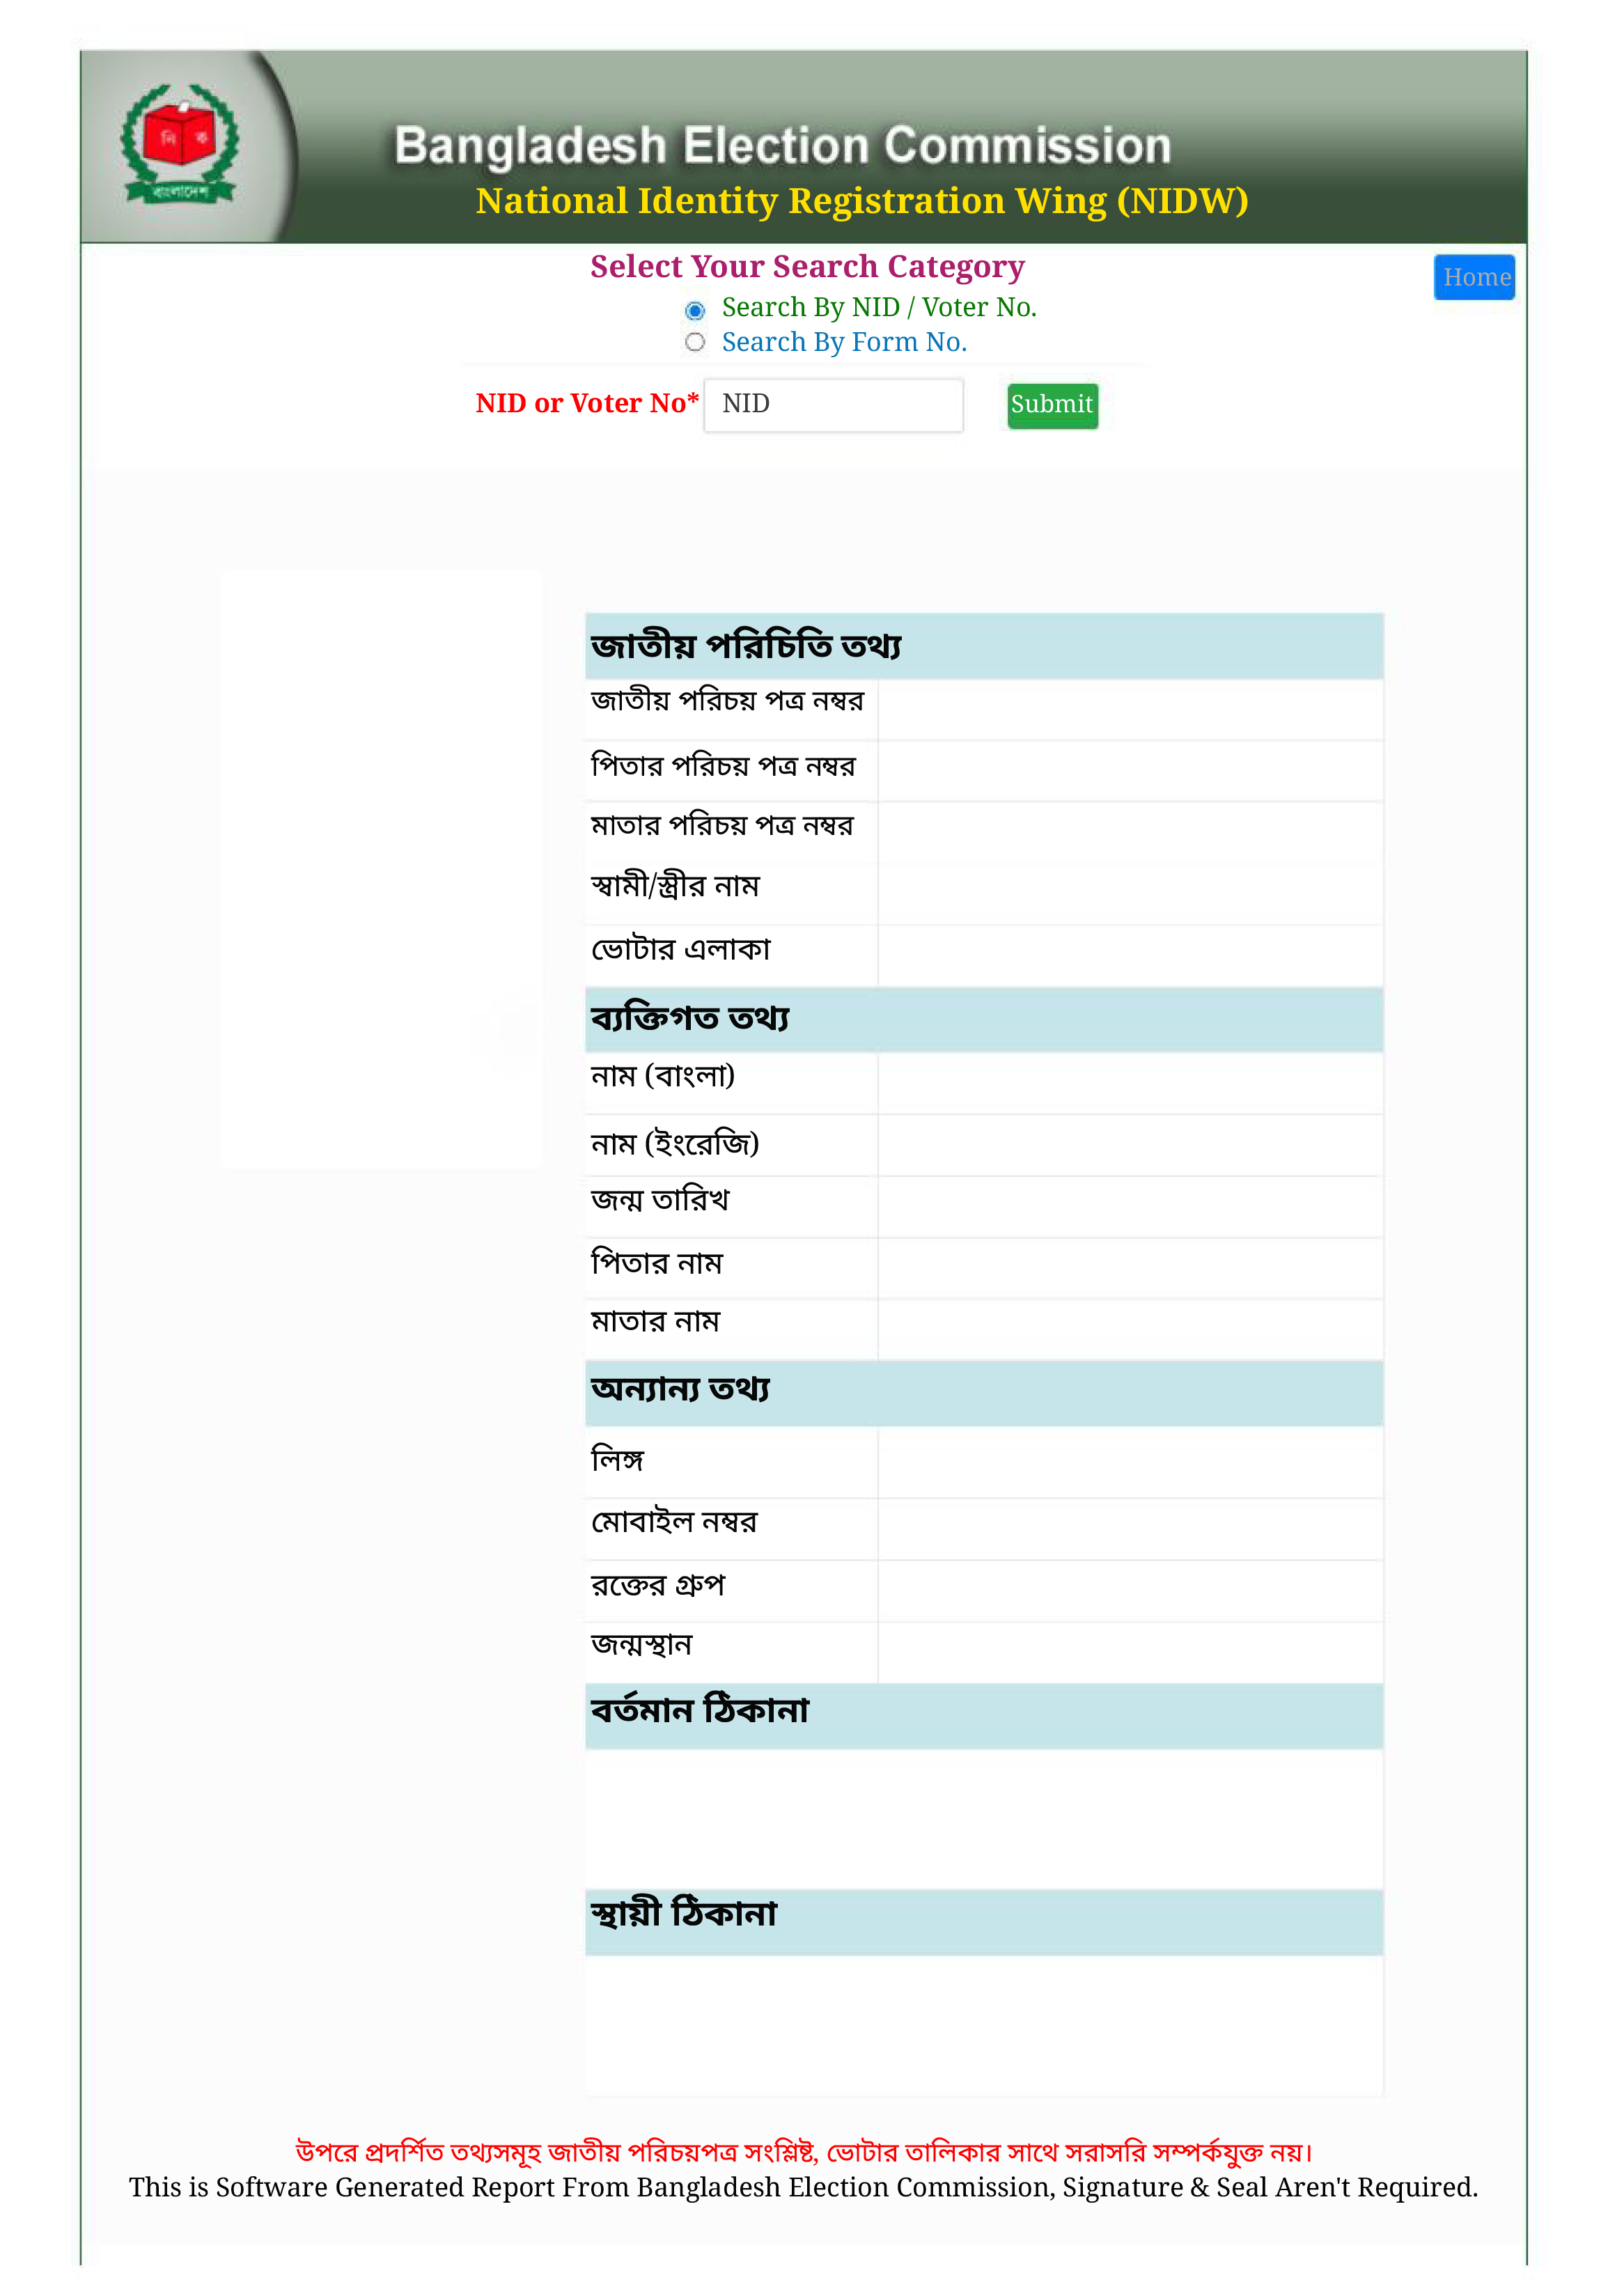 নি ক
বাংলাদেশ
Bangladesh Election Commission
National Identity Registration Wing (NIDW)
Select Your Search Category
Home
Search By NID / Voter No.
Search By Form No.
NID or Voter No* NID Submit
জাতীয় পরিচিতি তথ্য
জাতীয় পরিচয় পত্র নম্বর
পিতার পরিচয় পত্র নম্বর
মাতার পরিচয় পত্র নম্বর
স্বামী/স্ত্রীর নাম
ভোটার এলাকা
ব্যক্তিগত তথ্য
নাম (বাংলা)
নাম (ইংরেজি)
জন্ম তারিখ
পিতার নাম
মাতার নাম
অন্যান্য তথ্য
লিঙ্গ
মোবাইল নম্বর
রক্তের গ্রুপ
জন্মস্থান
বর্তমান ঠিকানা
স্থায়ী ঠিকানা
উপরে প্রদর্শিত তথ্যসমূহ জাতীয় পরিচয়পত্র সংশ্লিষ্ট, ভোটার তালিকার সাথে সরাসরি সম্পর্কযুক্ত নয়।
This is Software Generated Report From Bangladesh Election Commission, Signature & Seal Aren't Required.